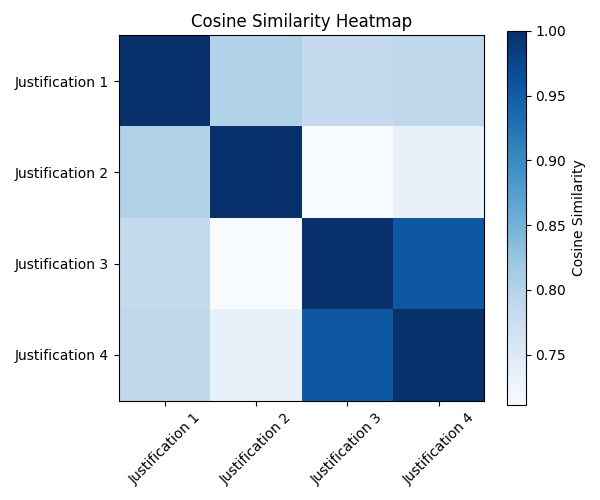 Cosine Similarity Heatmap
Justification 1
Justification 2
Justification 3
Justification 4
Justification 1
Justification 2
Justification 3
Justification 4
1.00
0.95
0.90
0.85
0.80
0.75
Cosine Similarity